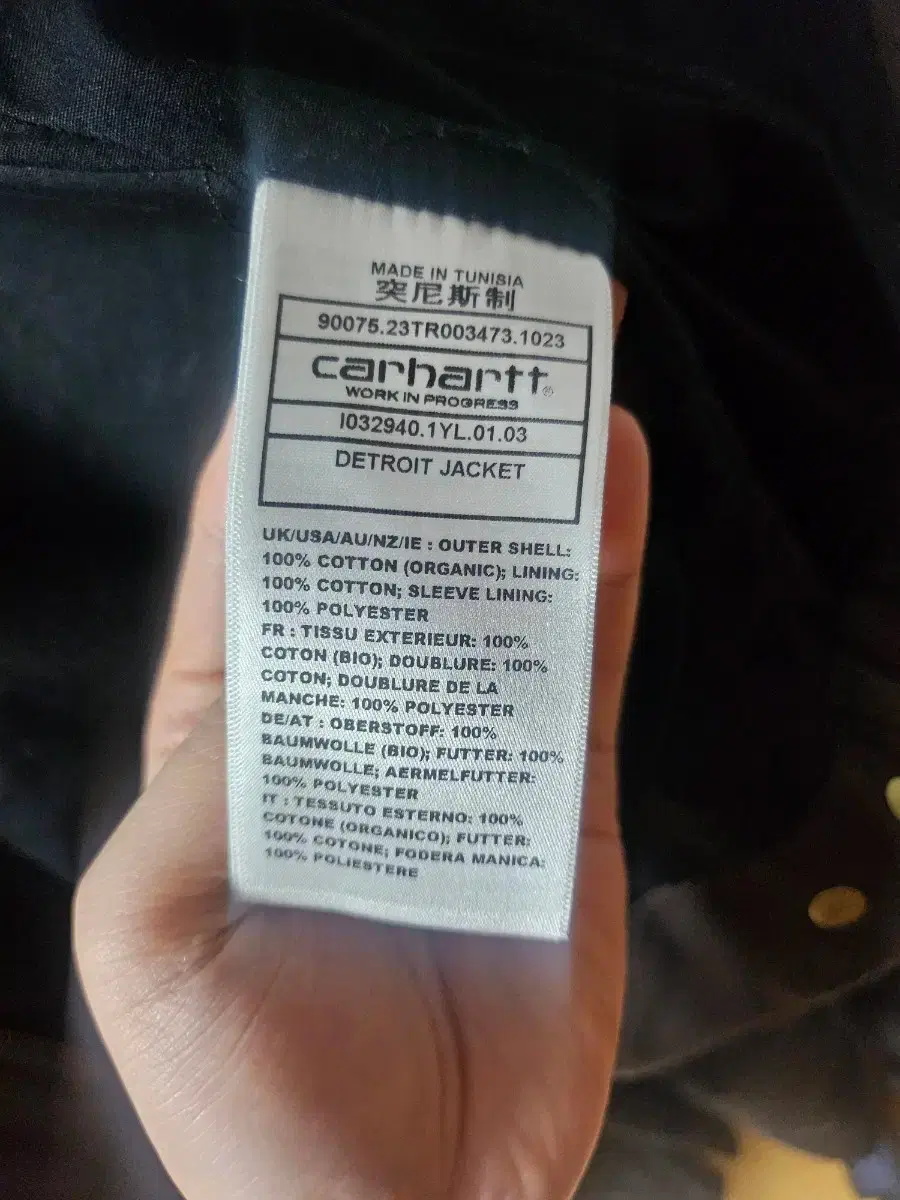 MADE IN TUNISIA
突尼斯制
90075.23TR003473.1023
carhartt®
WORK IN PROGRESS
I032940.1YL.01.03
DETROIT JACKET
UK/USA/AU/NZ/IE : OUTER SHELL:
100% COTTON (ORGANIC); LINING:
100% COTTON; SLEEVE LINING:
100% POLYESTER
FR : TISSU EXTERIEUR: 100%
COTON (BIO); DOUBLURE: 100%
COTON; DOUBLURE DE LA
MANCHE: 100% POLYESTER
DE/AT : OBERSTOFF: 100%
BAUMWOLLE (BIO); FUTTER: 100%
BAUMWOLLE; AERMELFUTTER:
100% POLYESTER
IT : TESSUTO ESTERNO: 100%
COTONE (ORGANICO); FUTTER:
100% COTONE; FODERA MANICA:
100% POLIESTERE